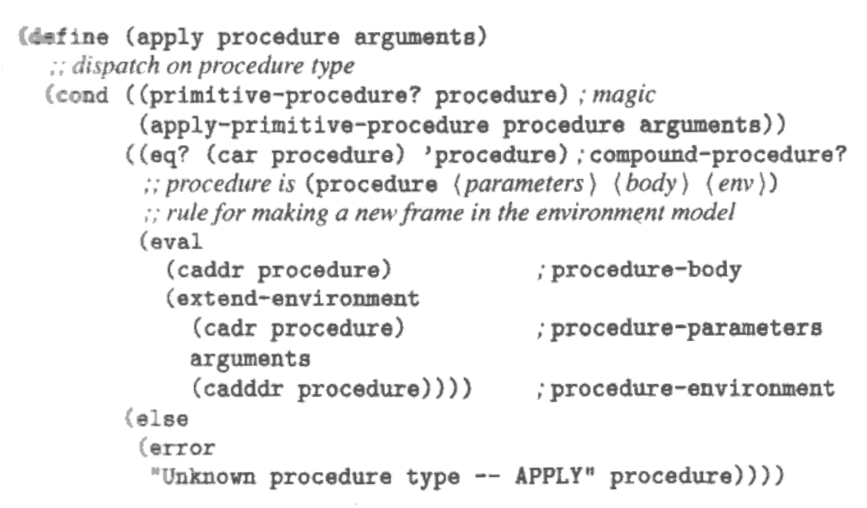 (define (apply procedure arguments)
;; dispatch on procedure type
(cond ((primitive-procedure? procedure) ; magic
(apply-primitive-procedure procedure arguments))
((eq? (car procedure) 'procedure) ; compound-procedure?
;; procedure is (procedure ⟨parameters⟩ ⟨body⟩ ⟨env⟩)
;; rule for making a new frame in the environment model
(eval
(caddr procedure) ; procedure-body
(extend-environment
(cadr procedure) ; procedure-parameters
arguments
(cadddr procedure)))) ; procedure-environment
(else
(error
"Unknown procedure type -- APPLY" procedure))))